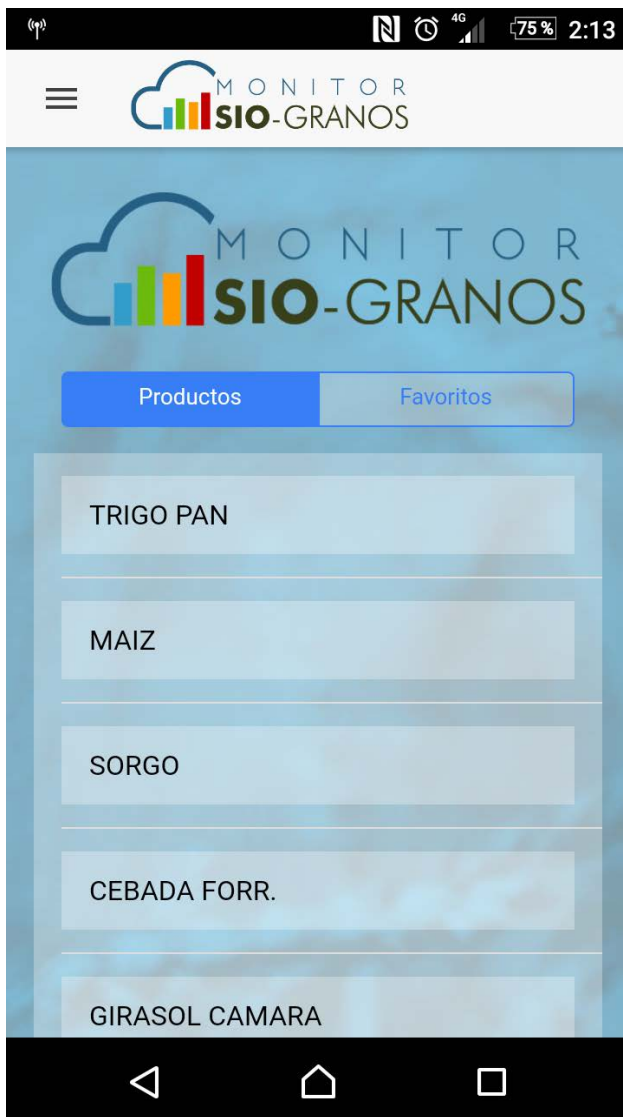 4G 75% 2:13
MONITOR
SIO-GRANOS
MONITOR
SIO-GRANOS
Productos Favoritos
TRIGO PAN
MAIZ
SORGO
CEBADA FORR.
GIRASOL CAMARA